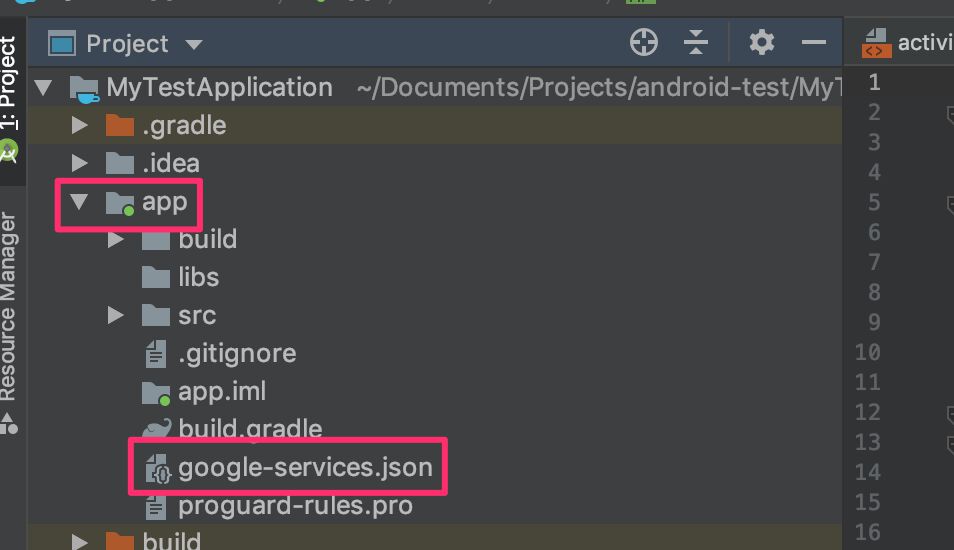 Project
activi
MyTestApplication ~/Documents/Projects/android-test/MyT
.gradle
.idea
app
build
libs
src
.gitignore
app.iml
build.gradle
google-services.json
proguard-rules.pro
build
1: Project
Resource Manager
1
2
3
4
5
6
7
8
9
10
11
12
13
14
15
16